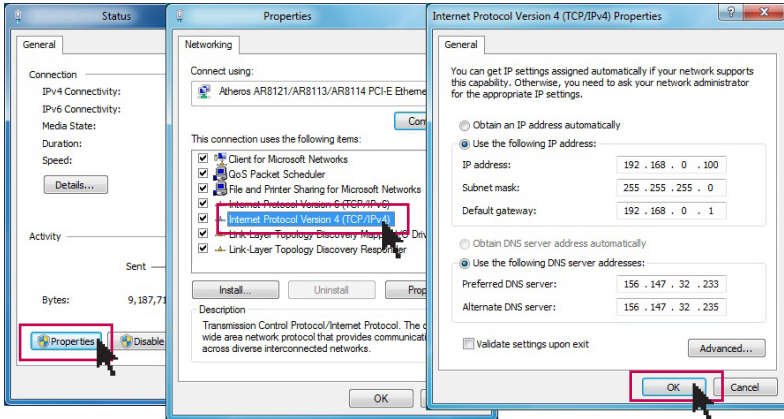 Status
General
Connection
IPv4 Connectivity:
IPv6 Connectivity:
Media State:
Duration:
Speed:
Details...
Activity
Sent
Bytes: 9,187,71
Properties
Disable
Properties
Networking
Connect using:
Atheros AR8121/AR8113/AR8114 PCI-E Etherne
This connection uses the following items:
Client for Microsoft Networks
QoS Packet Scheduler
File and Printer Sharing for Microsoft Networks
Internet Protocol Version 6 (TCP/IPv6)
Internet Protocol Version 4 (TCP/IPv4)
Link-Layer Topology Discovery Mapper I/O Driv
Link-Layer Topology Discovery Responder
Install... Uninstall Prop
Description
Transmission Control Protocol/Internet Protocol. The d
wide area network protocol that provides communicati
across diverse interconnected networks.
OK
Internet Protocol Version 4 (TCP/IPv4) Properties
General
You can get IP settings assigned automatically if your network supports
this capability. Otherwise, you need to ask your network administrator
for the appropriate IP settings.
Obtain an IP address automatically
Use the following IP address:
IP address: 192 . 168 . 0 . 100
Subnet mask: 255 . 255 . 255 . 0
Default gateway: 192 . 168 . 0 . 1
Obtain DNS server address automatically
Use the following DNS server addresses:
Preferred DNS server: 156 . 147 . 32 . 233
Alternate DNS server: 156 . 147 . 32 . 235
Validate settings upon exit
Advanced...
OK Cancel